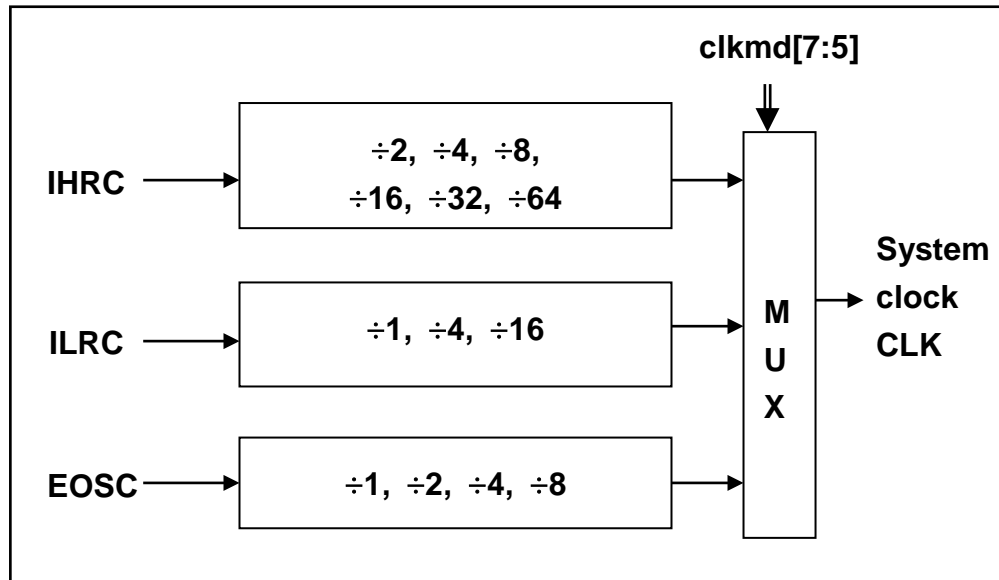 clkmd[7:5]
IHRC
÷2, ÷4, ÷8,
÷16, ÷32, ÷64
ILRC
÷1, ÷4, ÷16
EOSC
÷1, ÷2, ÷4, ÷8
M
U
X
System
clock
CLK